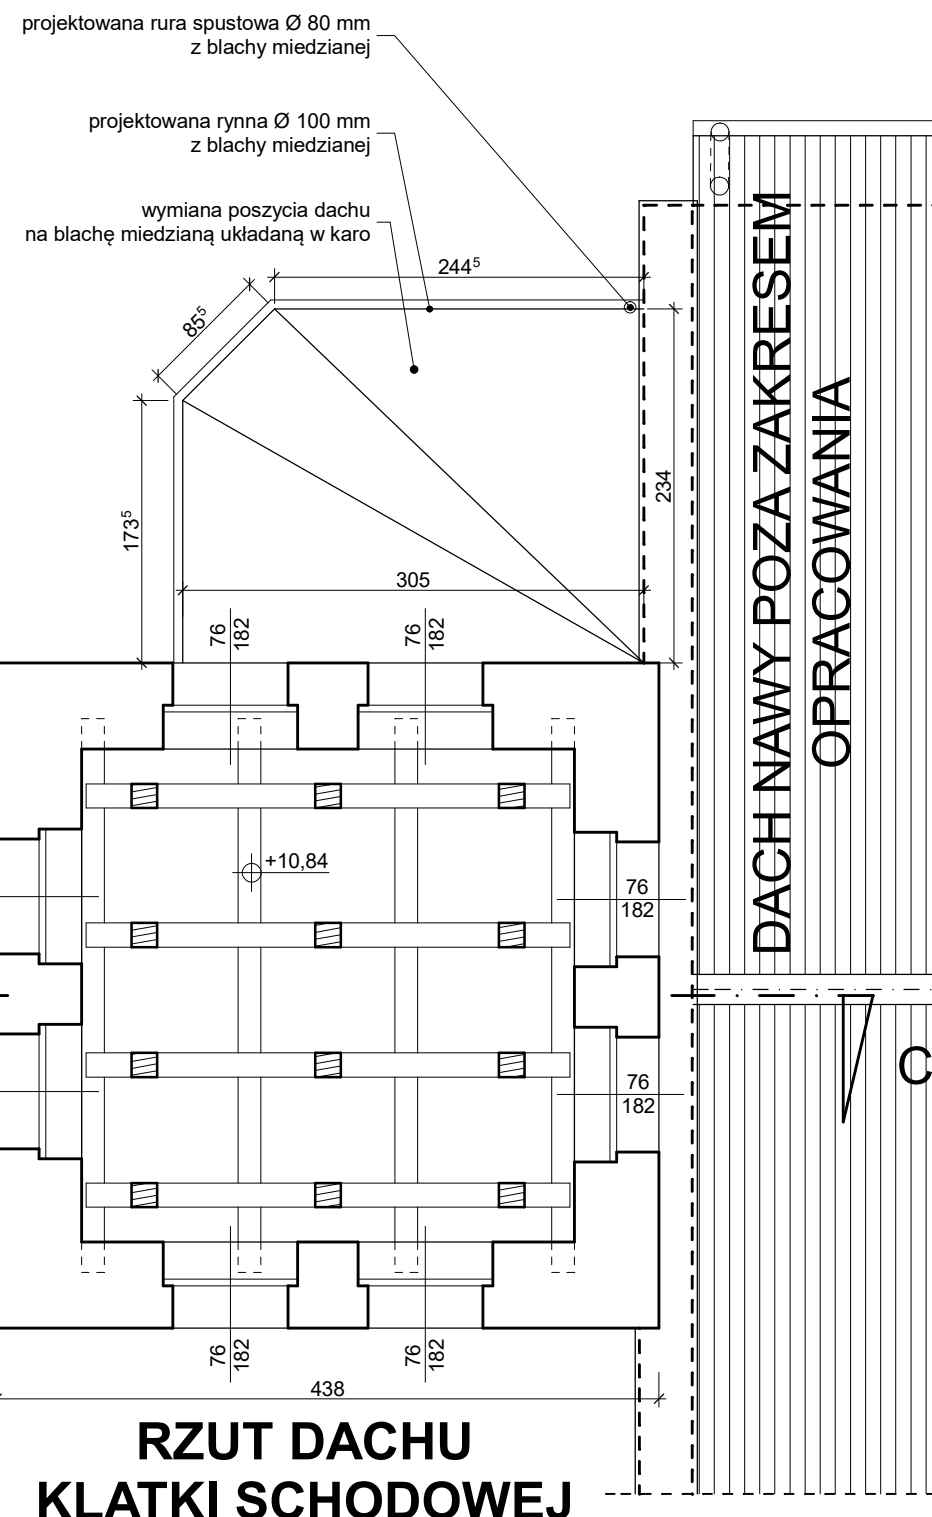 projektowana rura spustowa Ø 80 mm
z blachy miedzianej
projektowana rynna Ø 100 mm
z blachy miedzianej
wymiana poszycia dachu
na blachę miedzianą układaną w karo
244⁵
85⁵
173⁵
234
305
76
182
76
182
+10,84
76
182
76
182
76
182
76
182
438
DACH NAWY POZA ZAKRESEM
OPRACOWANIA
C
RZUT DACHU
KLATKI SCHODOWEJ